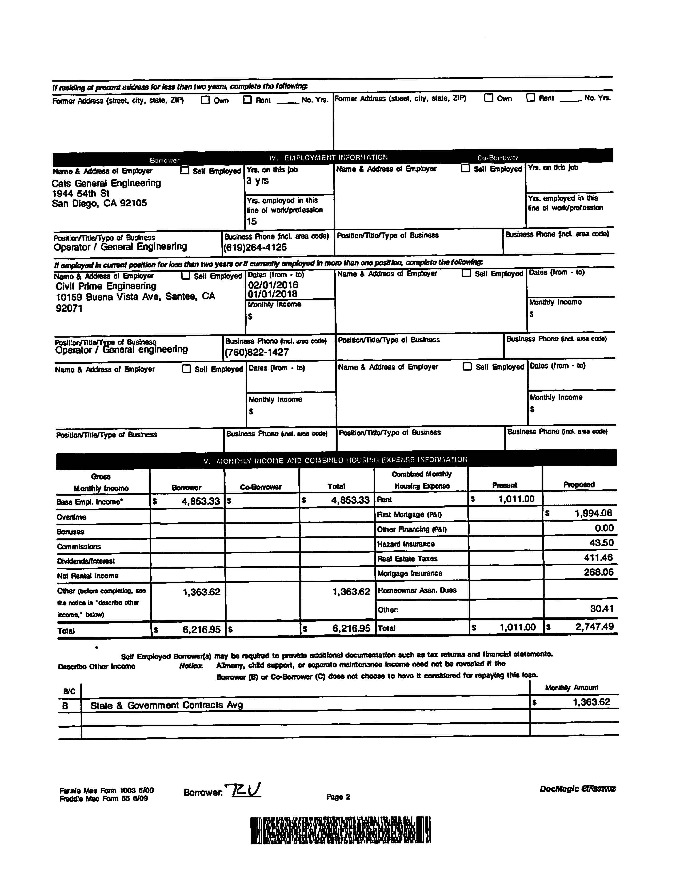 If residing at present address for less than two years, complete the following:
Former Address (street, city, state, ZIP) Own Rent ____ No. Yrs. Former Address (street, city, state, ZIP) Own Rent ____ No. Yrs.
Borrower IV. EMPLOYMENT INFORMATION Co-Borrower
Name & Address of Employer Self Employed Yrs. on this job Name & Address of Employer Self Employed Yrs. on this job
Cats General Engineering 3 yrs
1944 54th St
San Diego, CA 92105 Yrs. employed in this Yrs. employed in this
line of work/profession line of work/profession
15
Position/Title/Type of Business Business Phone (incl. area code) Position/Title/Type of Business Business Phone (incl. area code)
Operator / General Engineering (619)264-4125
If employed in current position for less than two years or if currently employed in more than one position, complete the following:
Name & Address of Employer Self Employed Dates (from - to) Name & Address of Employer Self Employed Dates (from - to)
Civil Prime Engineering 02/01/2016
10159 Buena Vista Ave, Santee, CA 01/01/2018
92071 Monthly Income Monthly Income
$ $
Position/Title/Type of Business Business Phone (incl. area code) Position/Title/Type of Business Business Phone (incl. area code)
Operator / General engineering (760)822-1427
Name & Address of Employer Self Employed Dates (from - to) Name & Address of Employer Self Employed Dates (from - to)
Monthly Income Monthly Income
$ $
Position/Title/Type of Business Business Phone (incl. area code) Position/Title/Type of Business Business Phone (incl. area code)
V. MONTHLY INCOME AND COMBINED HOUSING EXPENSE INFORMATION
Gross Combined Monthly
Monthly Income Borrower Co-Borrower Total Housing Expense Present Proposed
Base Empl. Income* $ 4,853.33 $ $ 4,853.33 Rent $ 1,011.00
Overtime First Mortgage (P&I) $ 1,994.06
Bonuses Other Financing (P&I) 0.00
Commissions Hazard Insurance 43.50
Dividends/Interest Real Estate Taxes 411.46
Net Rental Income Mortgage Insurance 268.06
Other (before completing, see 1,363.62 1,363.62 Homeowner Assn. Dues
the notice in "describe other
income," below) Other: 30.41
Total $ 6,216.95 $ $ 6,216.95 Total $ 1,011.00 $ 2,747.49
* Self Employed Borrower(s) may be required to provide additional documentation such as tax returns and financial statements.
Describe Other Income Notice: Alimony, child support, or separate maintenance income need not be revealed if the
Borrower (B) or Co-Borrower (C) does not choose to have it considered for repaying this loan.
B/C Monthly Amount
B State & Government Contracts Avg $ 1,363.62
Fannie Mae Form 1003 6/09
Freddie Mac Form 65 6/09 Borrower: RU Page 2 DocMagic